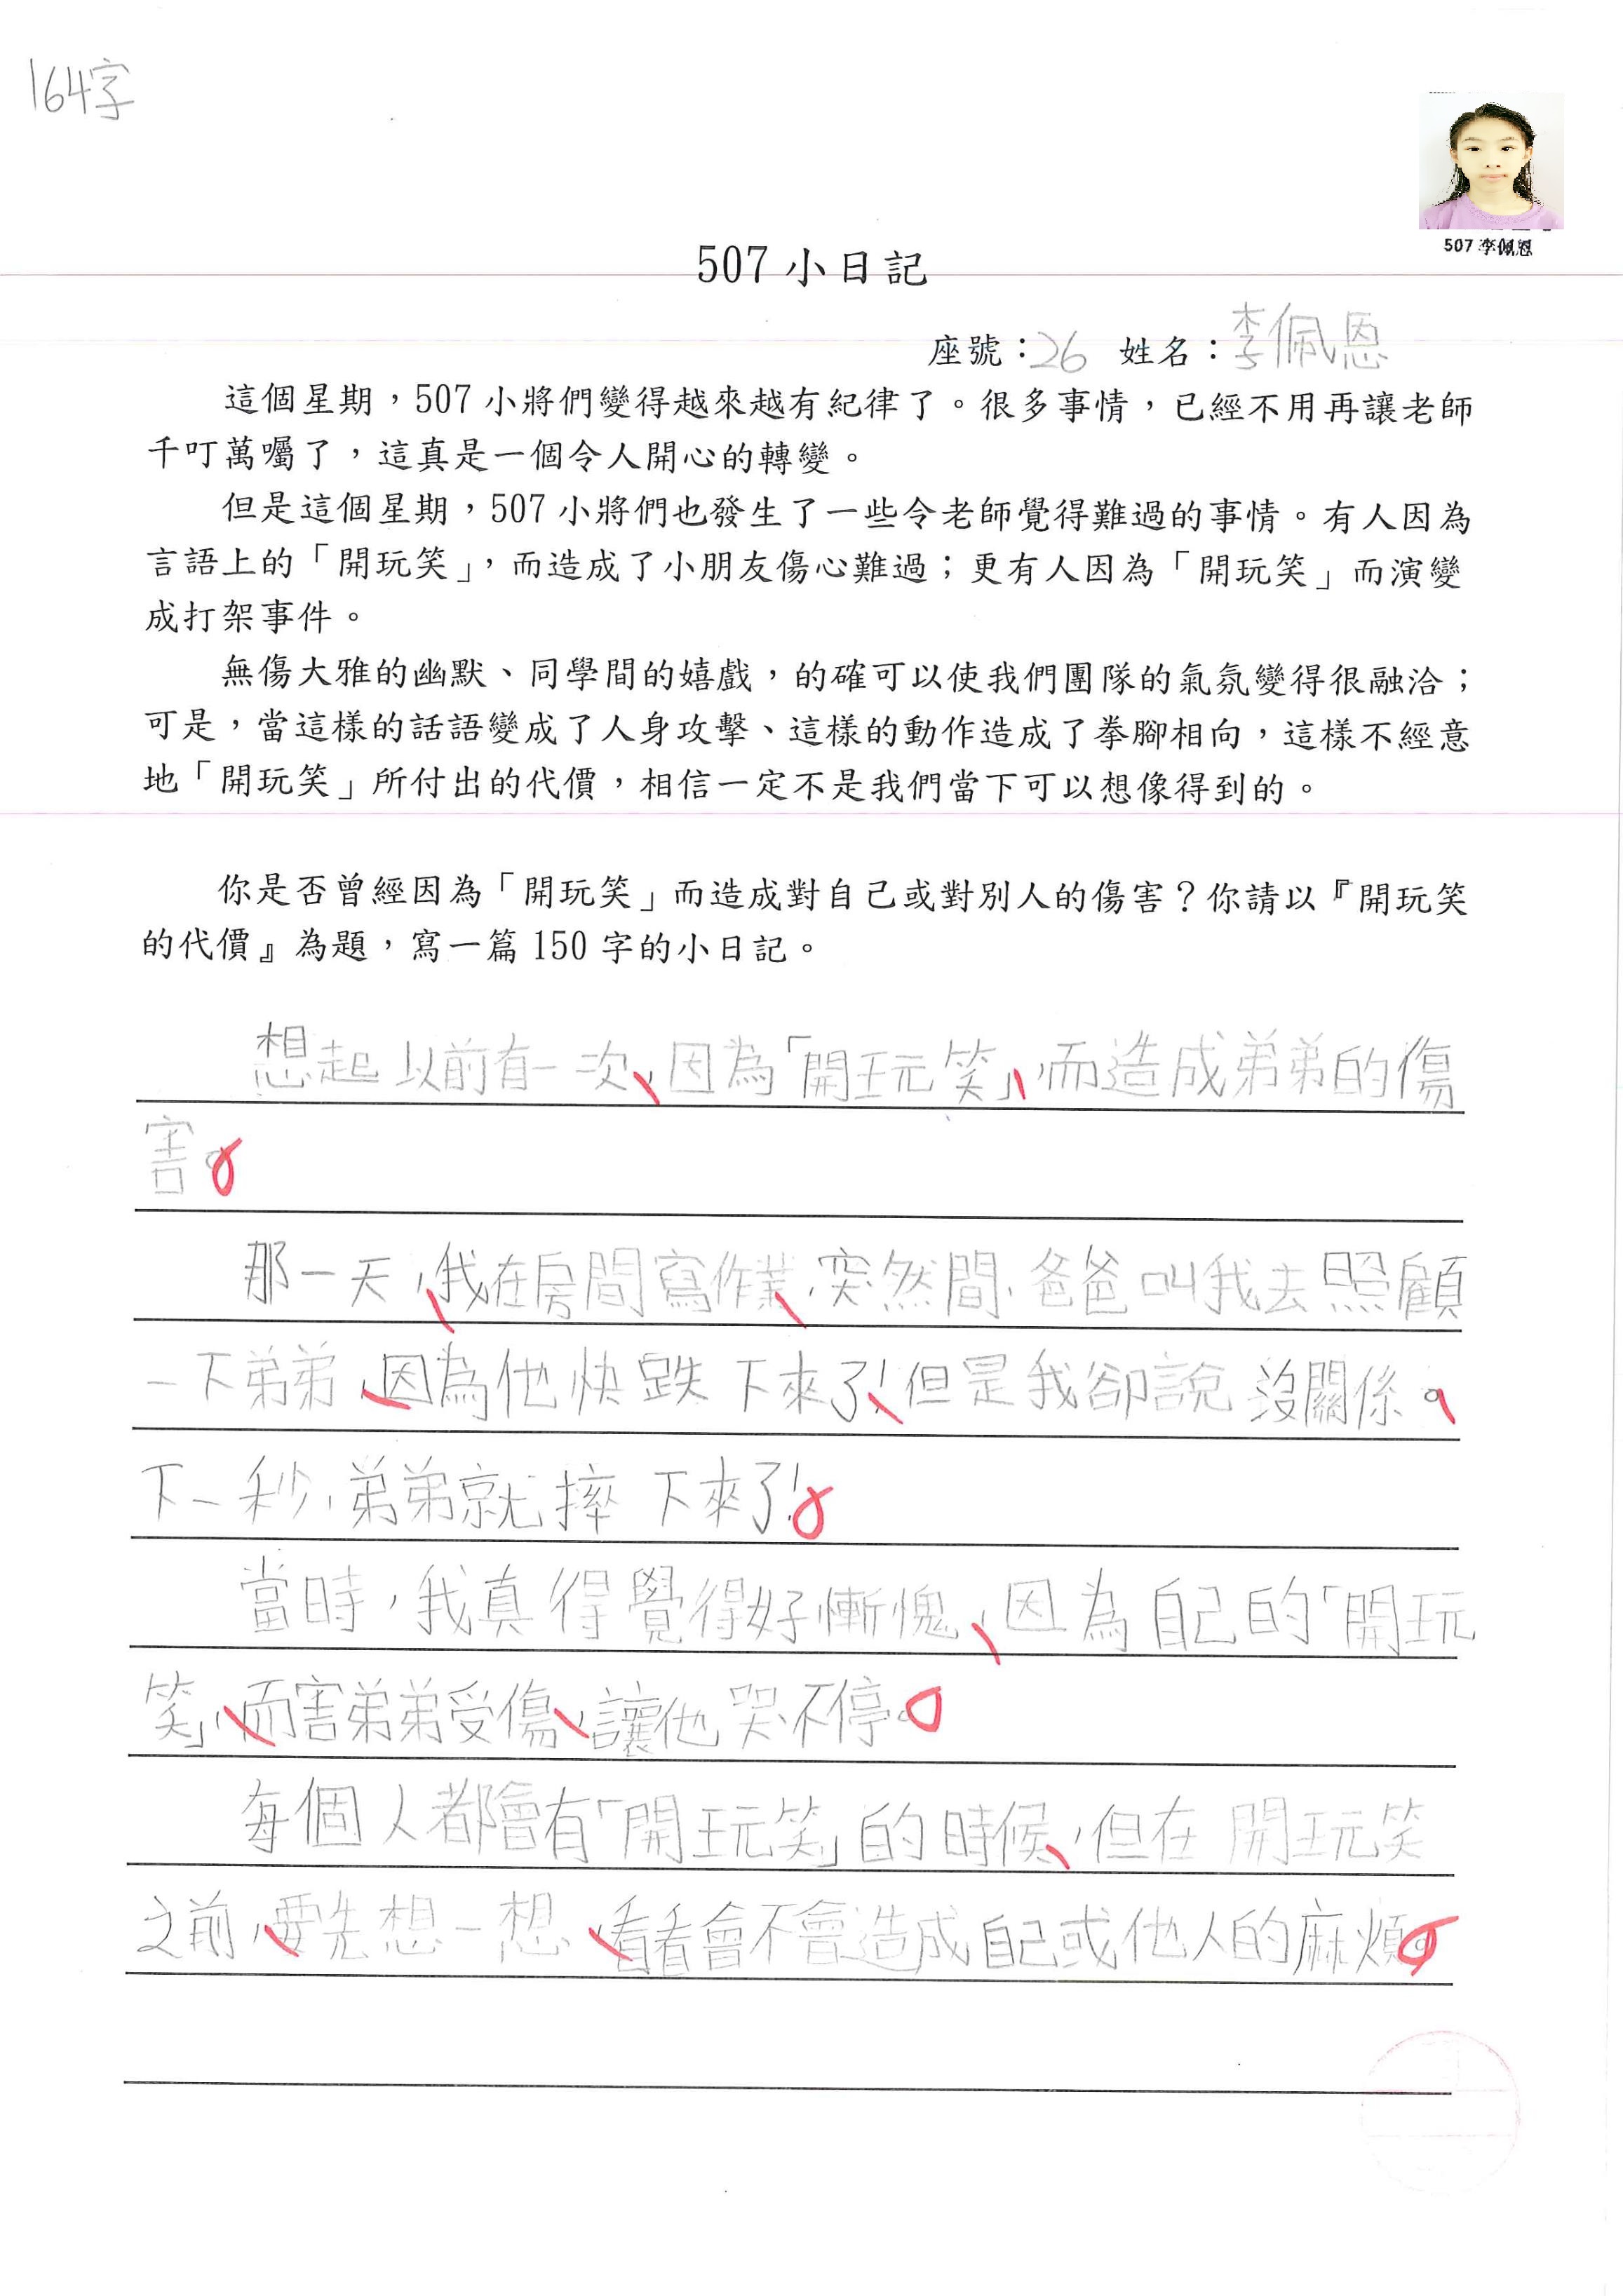 164字
507 李佩恩
507 小日記
座號：26 姓名：李佩恩
這個星期，507 小將們變得越來越有紀律了。很多事情，已經不用再讓老師
千叮萬囑了，這真是一個令人開心的轉變。
但是這個星期，507 小將們也發生了一些令老師覺得難過的事情。有人因為
言語上的「開玩笑」，而造成了小朋友傷心難過；更有人因為「開玩笑」而演變
成打架事件。
無傷大雅的幽默、同學間的嬉戲，的確可以使我們團隊的氣氛變得很融洽；
可是，當這樣的話語變成了人身攻擊、這樣的動作造成了拳腳相向，這樣不經意
地「開玩笑」所付出的代價，相信一定不是我們當下可以想像得到的。
你是否曾經因為「開玩笑」而造成對自己或對別人的傷害？你請以『開玩笑
的代價』為題，寫一篇 150 字的小日記。
想起以前有一次，因為「開玩笑」，而造成弟弟的傷
害。
那一天，我在房間寫作業，突然間，爸爸叫我去照顧
一下弟弟，因為他快跌下來了！但是我卻說沒關係。
下一秒，弟弟就摔下來了！
當時，我真得覺得好慚愧，因為自己的「開玩
笑」，而害弟弟受傷，讓他哭不停。
每個人都會有「開玩笑」的時候，但在開玩笑
之前，要先想一想，看看會不會造成自己或他人的麻煩。